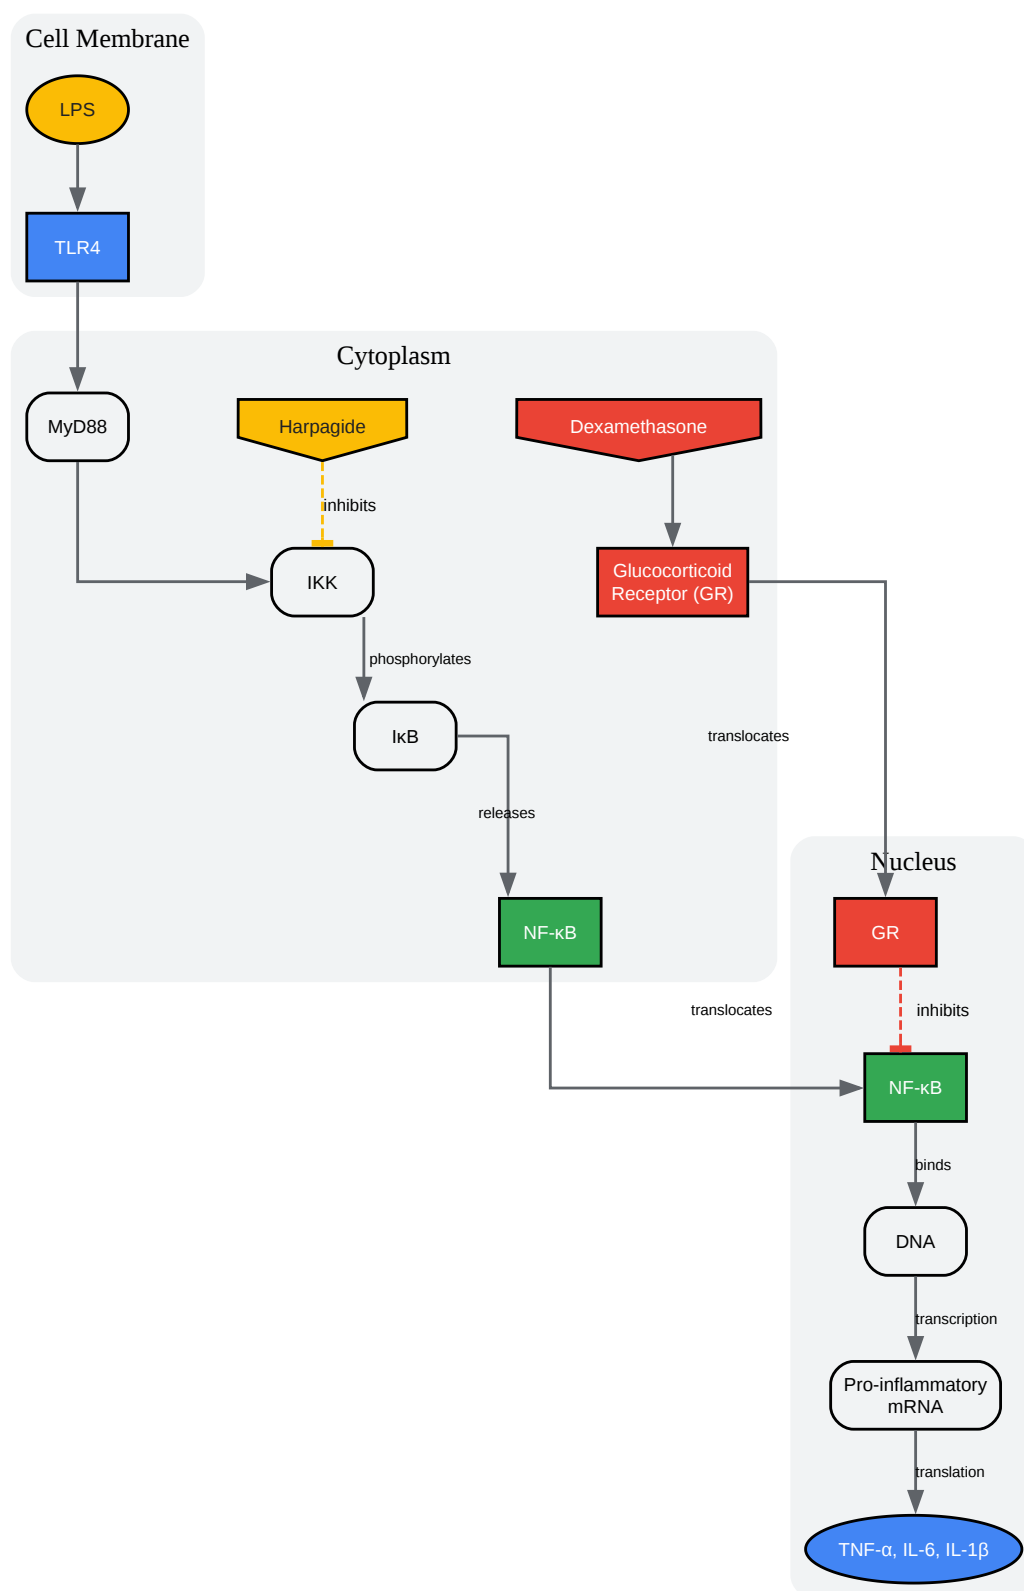 Cell Membrane
LPS
TLR4
Cytoplasm
MyD88
Harpagide
Dexamethasone
inhibits
IKK
Glucocorticoid
Receptor (GR)
phosphorylates
IκB
translocates
releases
Nucleus
NF-κB
GR
translocates
inhibits
NF-κB
binds
DNA
transcription
Pro-inflammatory
mRNA
translation
TNF-α, IL-6, IL-1β